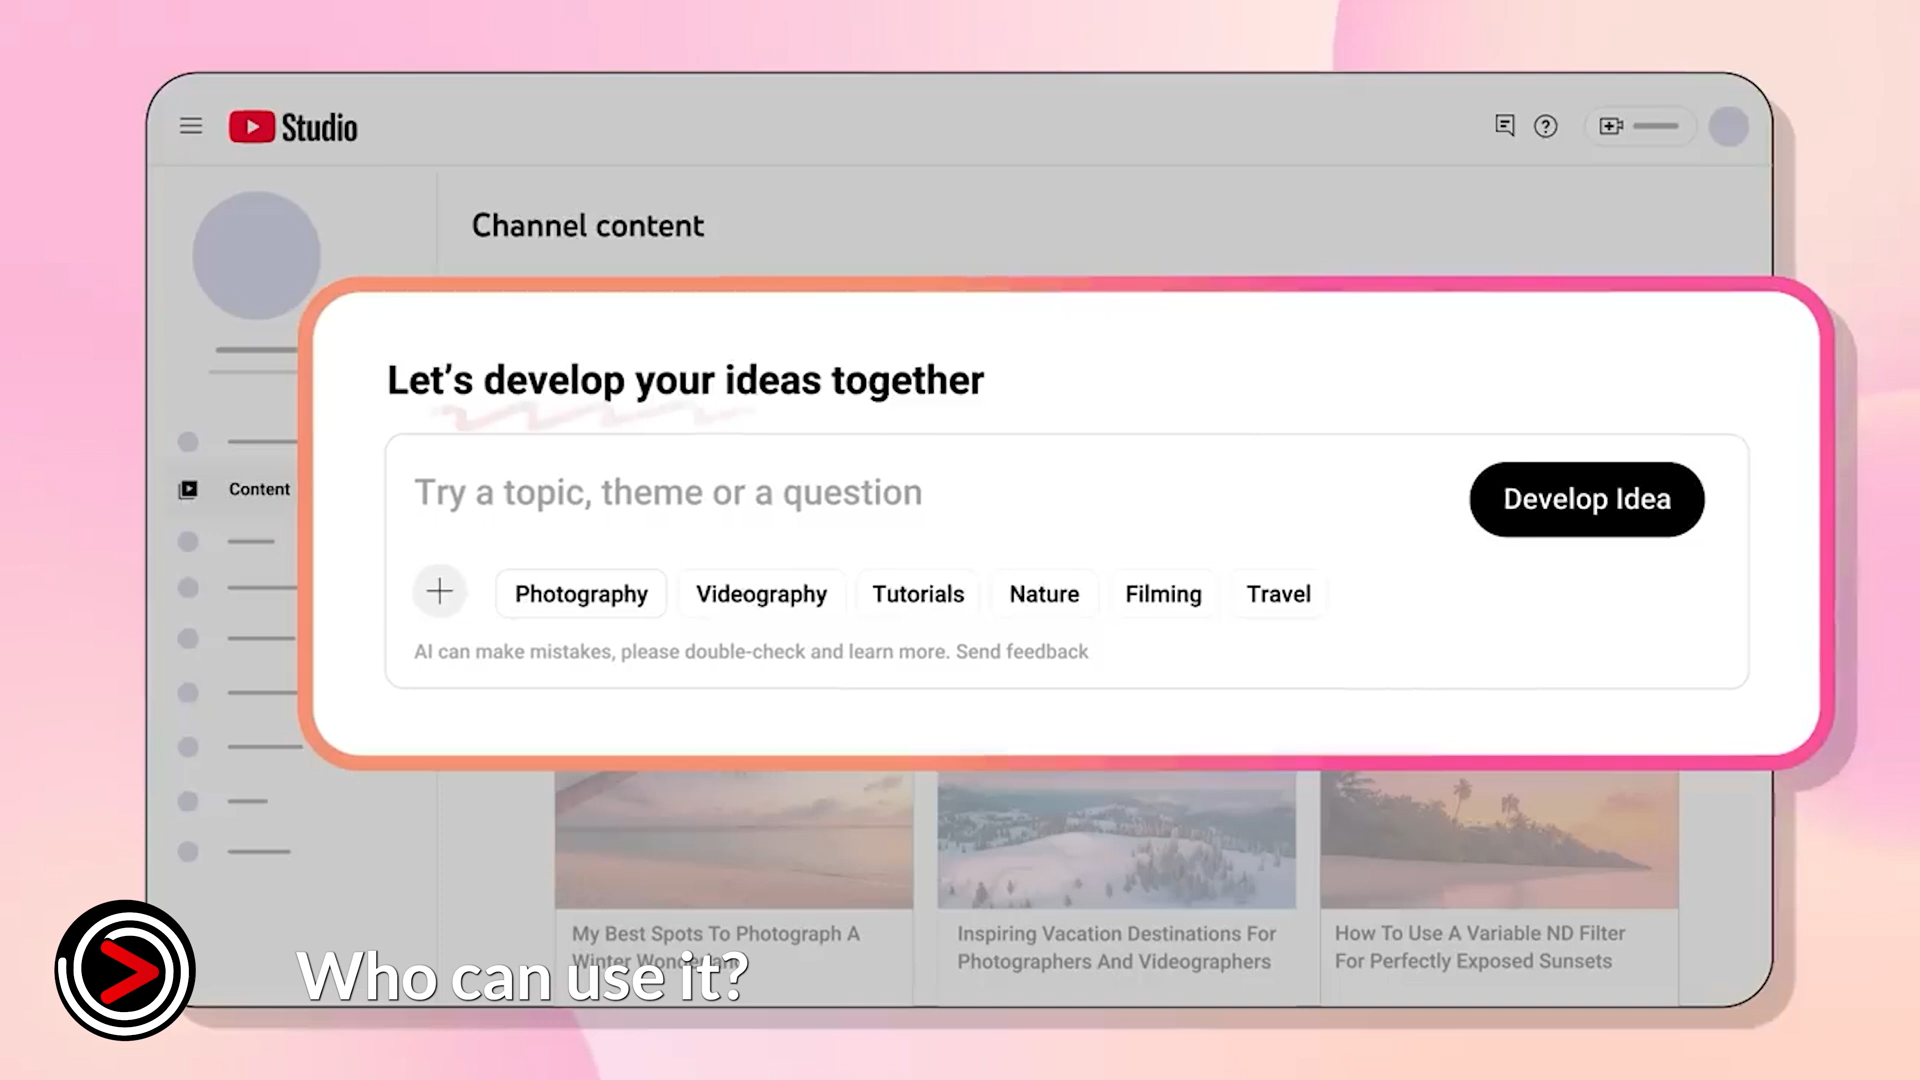 Studio
Channel content
Let's develop your ideas together
Try a topic, theme or a question
Develop Idea
Content
Photography
Videography
Tutorials
Nature
Filming
Travel
AI can make mistakes, please double-check and learn more. Send feedback
My Best Spots To Photograph A
Winter Wonderland
Inspiring Vacation Destinations For
Photographers And Videographers
How To Use A Variable ND Filter
For Perfectly Exposed Sunsets
Who can use it?